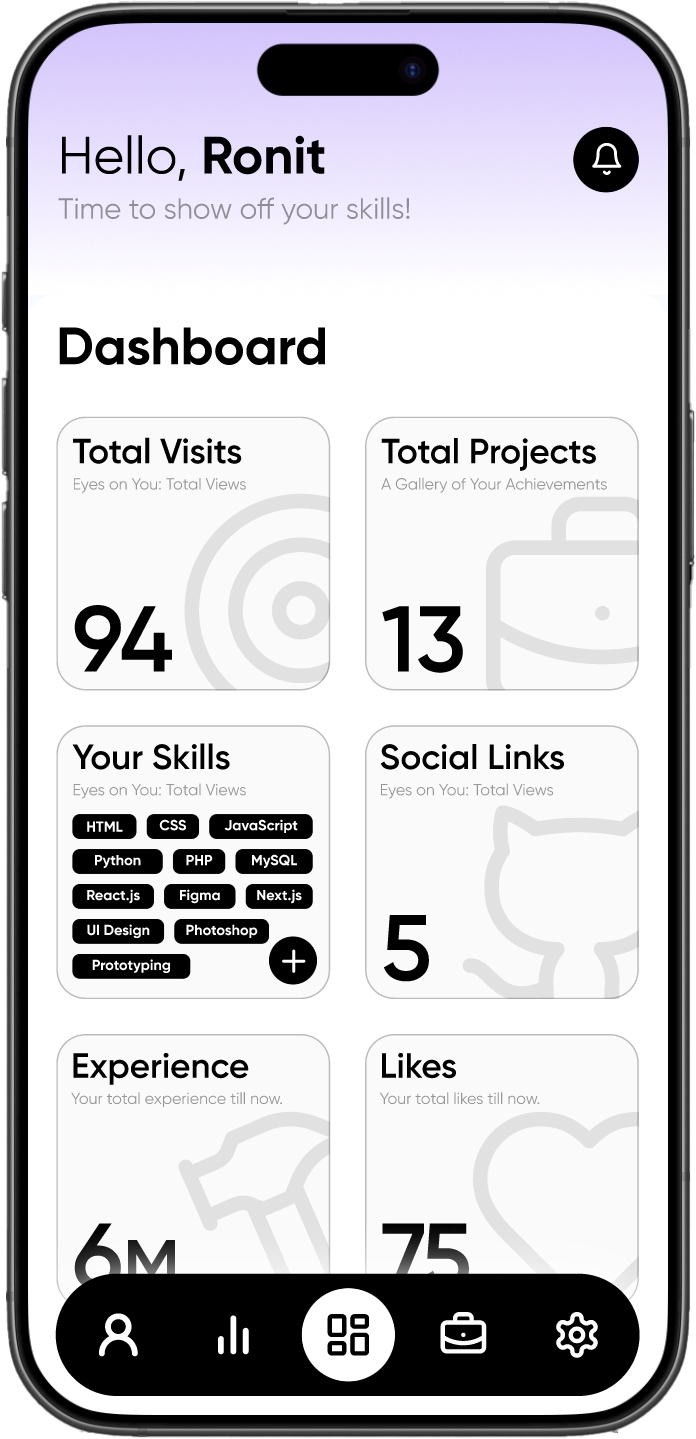 Hello, Ronit
Time to show off your skills!
Dashboard
Total Visits
Eyes on You: Total Views
94
Total Projects
A Gallery of Your Achievements
13
Your Skills
Eyes on You: Total Views
HTML CSS JavaScript
Python PHP MySQL
React.js Figma Next.js
UI Design Photoshop
Prototyping
Social Links
Eyes on You: Total Views
5
Experience
Your total experience till now.
6M
Likes
Your total likes till now.
75